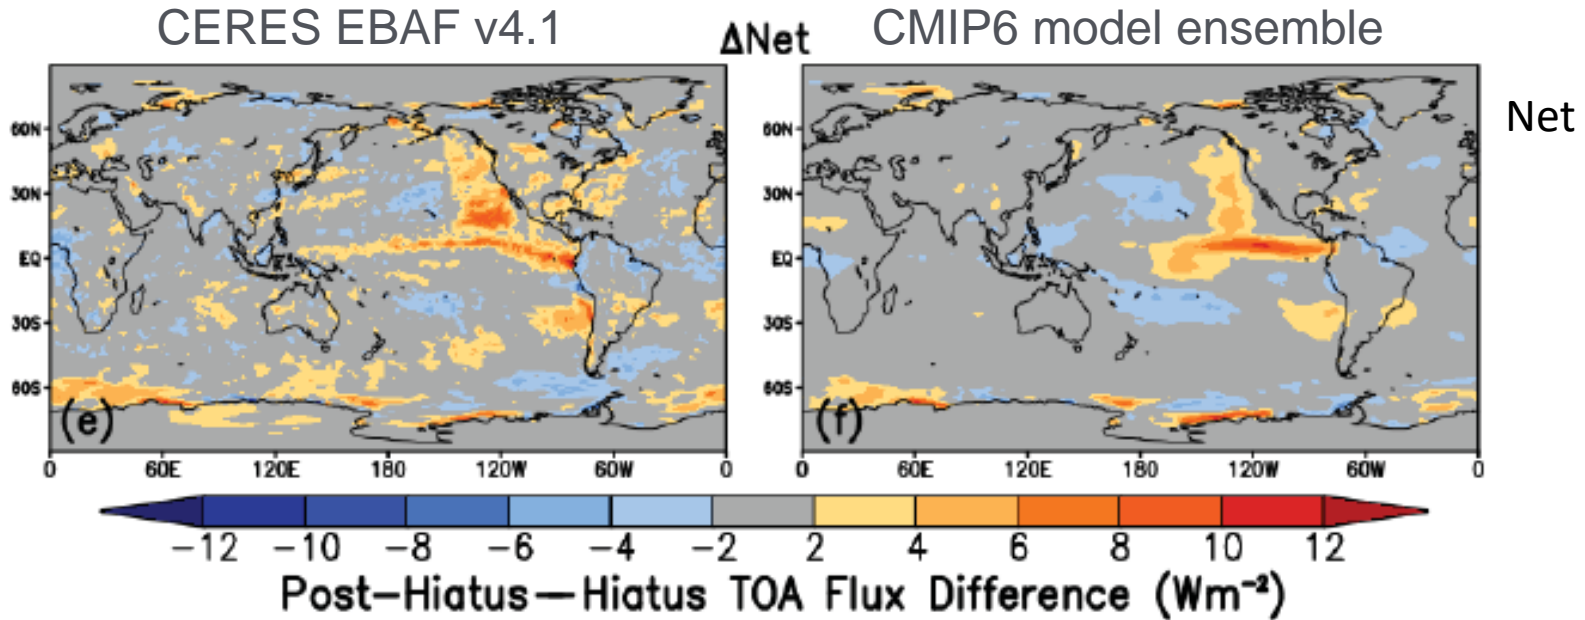 CERES EBAF v4.1
ΔNet
CMIP6 model ensemble
Net
60N
30N
EQ
30S
60S
(e)
0 60E 120E 180 120W 60W 0
60N
30N
EQ
30S
60S
(f)
0 60E 120E 180 120W 60W 0
−12 −10 −8 −6 −4 −2 2 4 6 8 10 12
Post−Hiatus—Hiatus TOA Flux Difference (Wm⁻²)